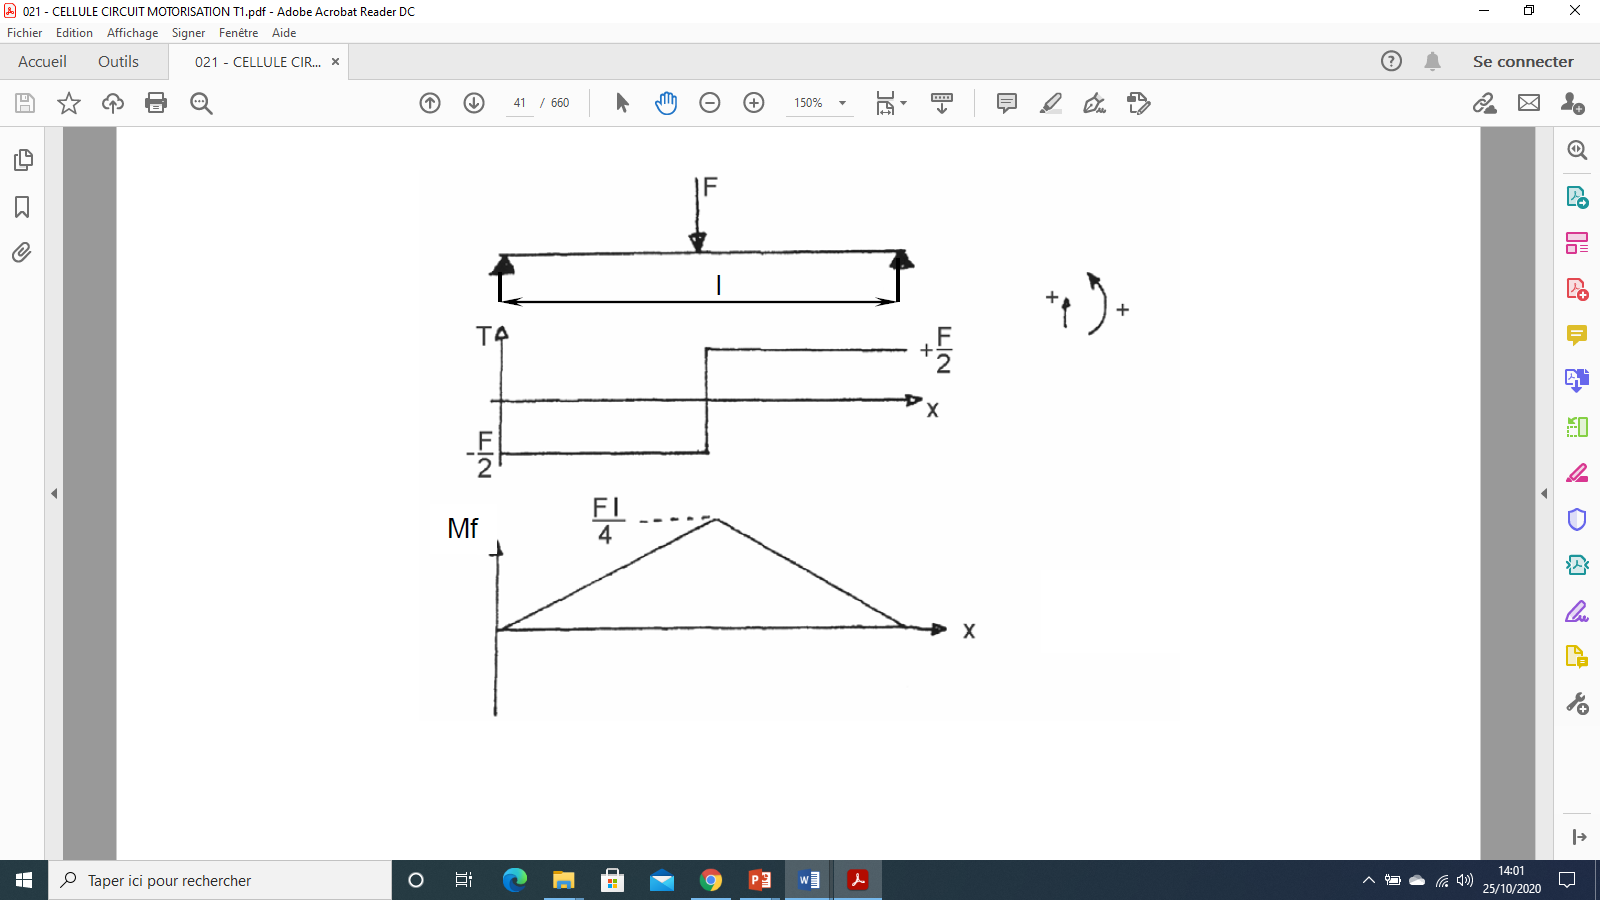 021 - CELLULE CIRCUIT MOTORISATION T1.pdf - Adobe Acrobat Reader DC
Fichier Edition Affichage Signer Fenêtre Aide
Accueil Outils 021 - CELLULE CIR... × Se connecter
41 / 660 150%
F
l
+ +
T
+F/2
x
-F/2
Fl/4
Mf
x
Taper ici pour rechercher
14:01
25/10/2020